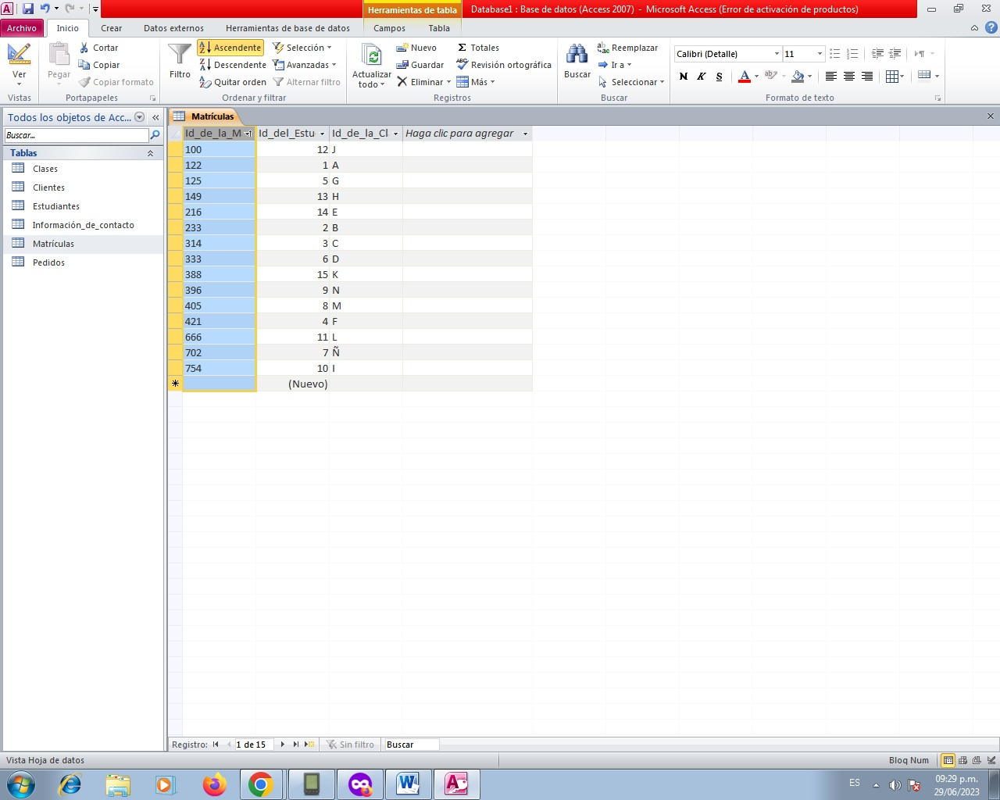 Herramientas de tabla
Database1 : Base de datos (Access 2007) - Microsoft Access (Error de activación de productos)
Archivo Inicio Crear Datos externos Herramientas de base de datos Campos Tabla
Ver
Vistas
Pegar
Cortar
Copiar
Copiar formato
Portapapeles
Filtro
Ascendente
Descendente
Quitar orden
Selección
Avanzadas
Alternar filtro
Ordenar y filtrar
Actualizar
todo
Nuevo
Guardar
Eliminar
Totales
Revisión ortográfica
Más
Registros
Buscar
Reemplazar
Ir a
Seleccionar
Buscar
Calibri (Detalle) 11
N K S
Formato de texto
Todos los objetos de Acc...
Buscar...
Tablas
Clases
Clientes
Estudiantes
Información_de_contacto
Matrículas
Pedidos
Matrículas
Id_de_la_M Id_del_Estu Id_de_la_Cl Haga clic para agregar
100 12 J
122 1 A
125 5 G
149 13 H
216 14 E
233 2 B
314 3 C
333 6 D
388 15 K
396 9 N
405 8 M
421 4 F
666 11 L
702 7 Ñ
754 10 I
(Nuevo)
Registro: 1 de 15 Sin filtro Buscar
Vista Hoja de datos
Bloq Num
ES
09:29 p.m.
29/06/2023